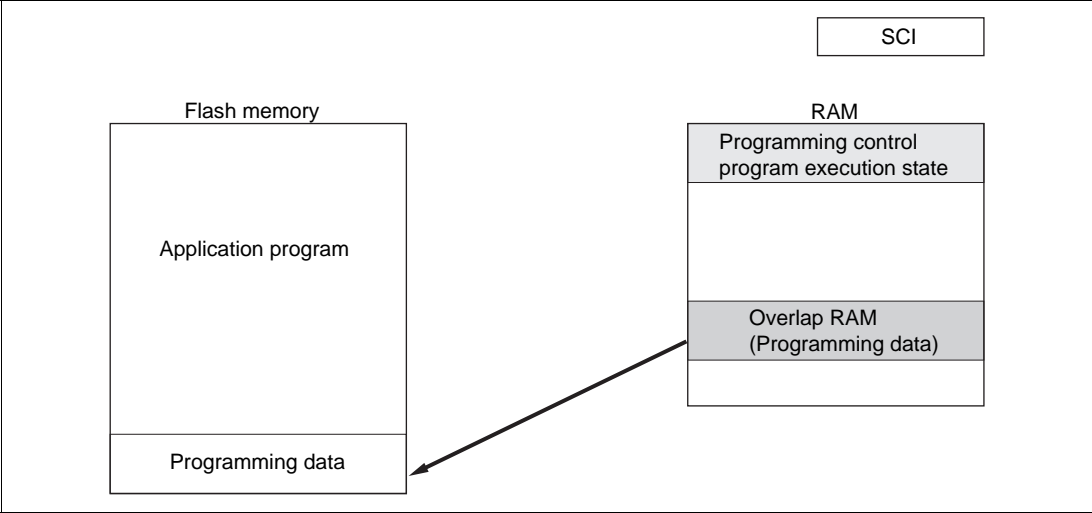 SCI
Flash memory
RAM
Programming control
program execution state
Application program
Overlap RAM
(Programming data)
Programming data